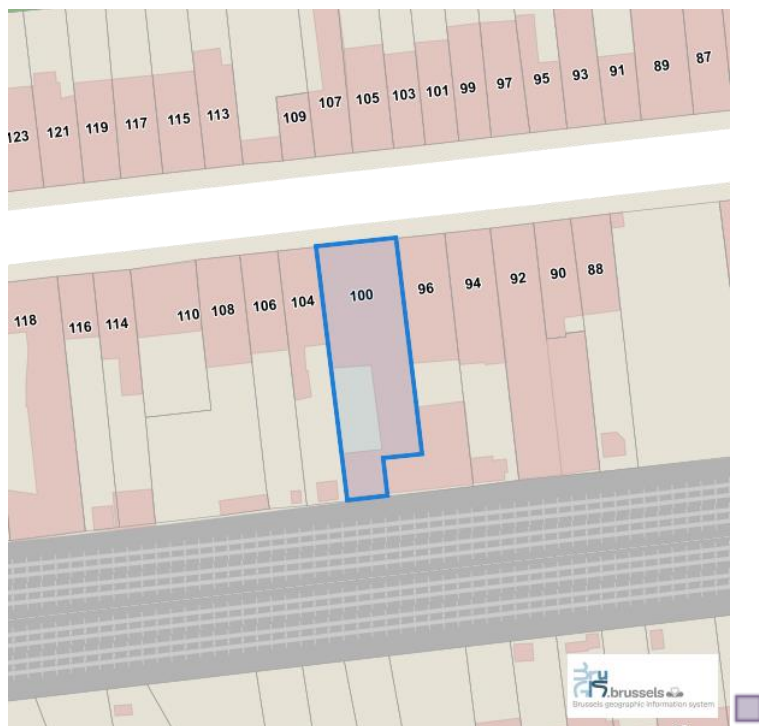 123 121 119 117 115 113 109 107 105 103 101 99 97 95 93 91 89 87
118 116 114 110 108 106 104 100 96 94 92 90 88
.brussels
Brussels geographic information system